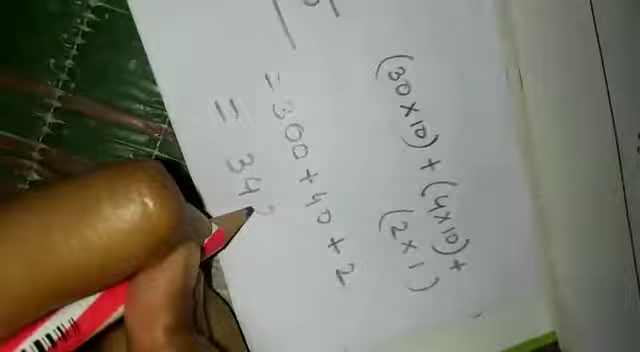 (30×10) + (4×10) +
(2×1)
= 300 + 40 + 2
= 342